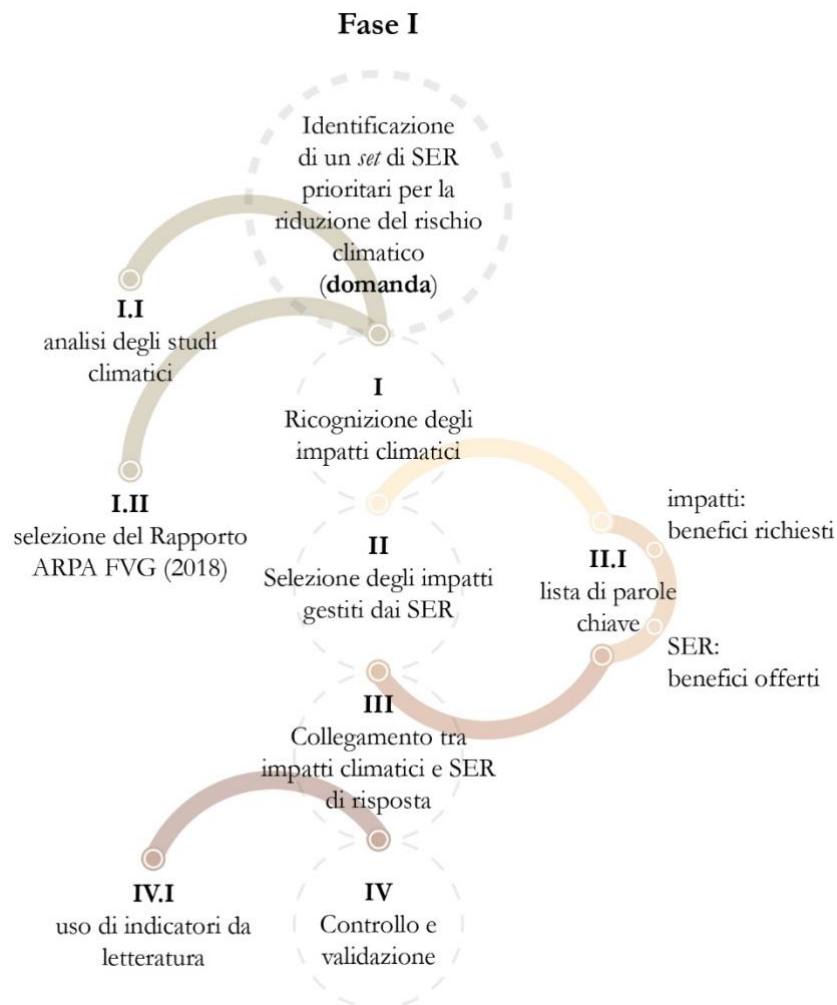 Fase I
Identificazione
di un set di SER
prioritari per la
riduzione del rischio
climatico
(domanda)
I.I
analisi degli studi
climatici
I
Ricognizione degli
impatti climatici
I.II
selezione del Rapporto
ARPA FVG (2018)
II
Selezione degli impatti
gestiti dai SER
II.I
lista di parole
chiave
impatti:
benefici richiesti
SER:
benefici offerti
III
Collegamento tra
impatti climatici e SER
di risposta
IV.I
uso di indicatori da
letteratura
IV
Controllo e
validazione